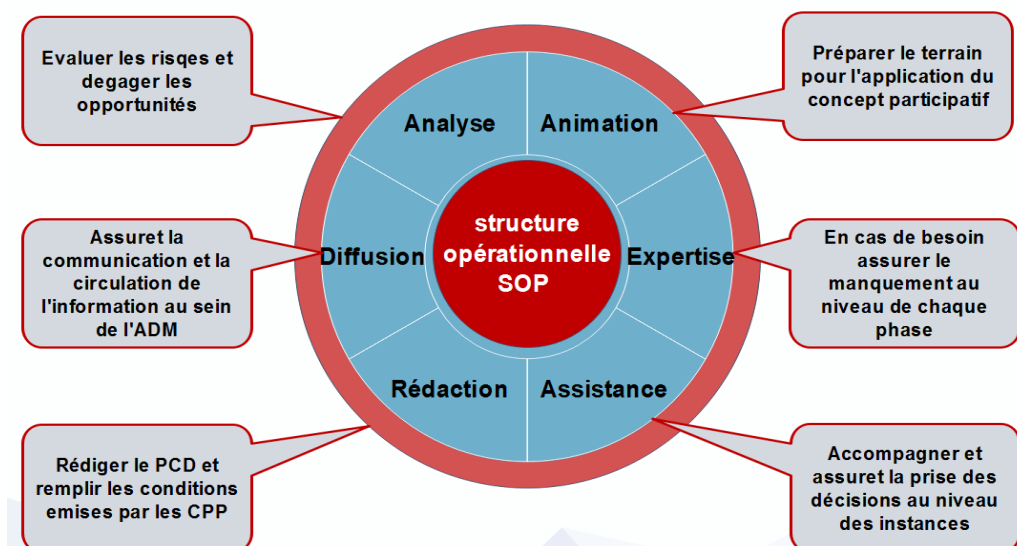 Evaluer les risqes et
degager les
opportunités
Préparer le terrain
pour l'application du
concept participatif
Analyse
Animation
Assuret la
communication et la
circulation de
l'information au sein
de l'ADM
Diffusion
structure
opérationnelle
SOP
Expertise
En cas de besoin
assurer le
manquement au
niveau de chaque
phase
Rédaction
Assistance
Rédiger le PCD et
remplir les conditions
emises par les CPP
Accompagner et
assuret la prise des
décisions au niveau
des instances